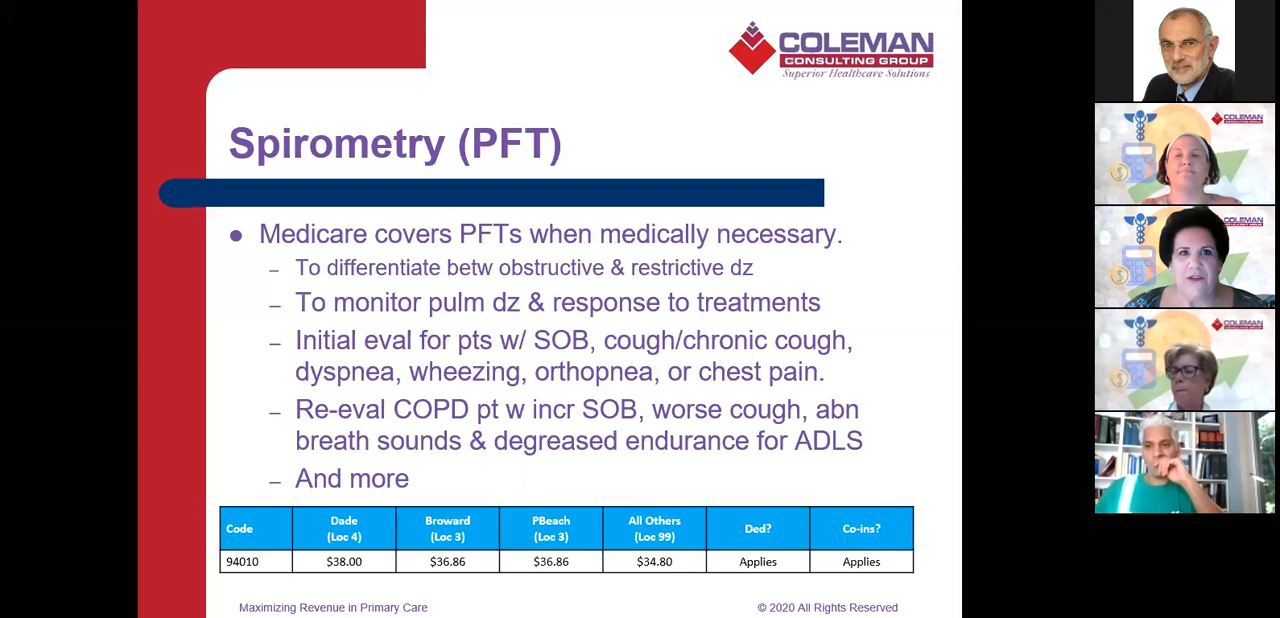 COLEMAN
CONSULTING GROUP
Superior Healthcare Solutions
Spirometry (PFT)
● Medicare covers PFTs when medically necessary.
– To differentiate betw obstructive & restrictive dz
– To monitor pulm dz & response to treatments
– Initial eval for pts w/ SOB, cough/chronic cough,
dyspnea, wheezing, orthopnea, or chest pain.
– Re-eval COPD pt w incr SOB, worse cough, abn
breath sounds & degreased endurance for ADLS
– And more
Code Dade (Loc 4) Broward (Loc 3) PBeach (Loc 3) All Others (Loc 99) Ded? Co-ins?
94010 $38.00 $36.86 $36.86 $34.80 Applies Applies
Maximizing Revenue in Primary Care © 2020 All Rights Reserved
COLEMAN
COLEMAN
COLEMAN